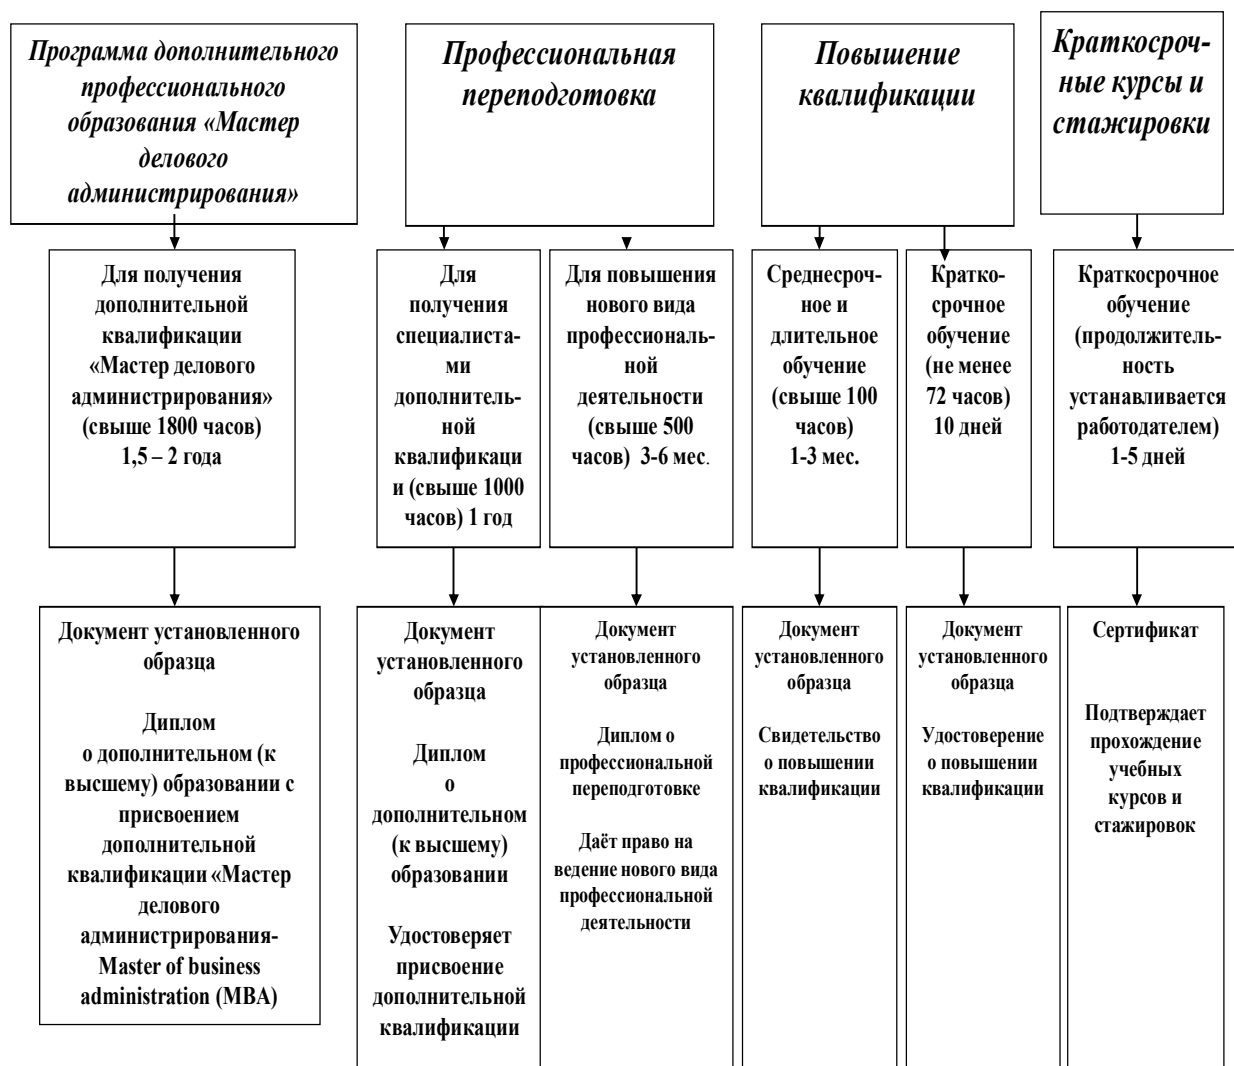 Программа дополнительного
профессионального
образования «Мастер
делового
администрирования»
Профессиональная
переподготовка
Повышение
квалификации
Краткосроч-
ные курсы и
стажировки
Для получения
дополнительной
квалификации
«Мастер делового
администрирования»
(свыше 1800 часов)
1,5 – 2 года
Для
получения
специалиста-
ми
дополнитель-
ной
квалификаци
и (свыше 1000
часов) 1 год
Для повышения
нового вида
профессиональ-
ной
деятельности
(свыше 500
часов) 3-6 мес.
Среднесроч-
ное и
длительное
обучение
(свыше 100
часов)
1-3 мес.
Кратко-
срочное
обучение
(не менее
72 часов)
10 дней
Краткосрочное
обучение
(продолжитель-
ность
устанавливается
работодателем)
1-5 дней
Документ установленного
образца
Диплом
о дополнительном (к
высшему) образовании с
присвоением
дополнительной
квалификации «Мастер
делового
администрирования-
Master of business
administration (MBA)
Документ
установленного
образца
Диплом
о
дополнительном
(к высшему)
образовании
Удостоверяет
присвоение
дополнительной
квалификации
Документ
установленного
образца
Диплом о
профессиональной
переподготовке
Даёт право на
ведение нового вида
профессиональной
деятельности
Документ
установленного
образца
Свидетельство
о повышении
квалификации
Документ
установленного
образца
Удостоверение
о повышении
квалификации
Сертификат
Подтверждает
прохождение
учебных
курсов и
стажировок